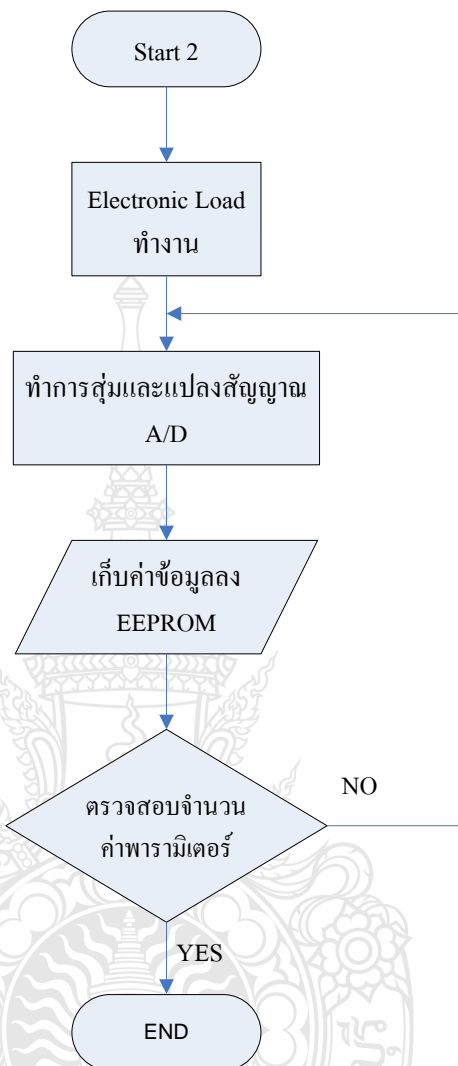 Start 2
Electronic Load
ทำงาน
ทำการสุ่มและแปลงสัญญาณ
A/D
เก็บค่าข้อมูลลง
EEPROM
ตรวจสอบจำนวน
ค่าพารามิเตอร์
NO
YES
END